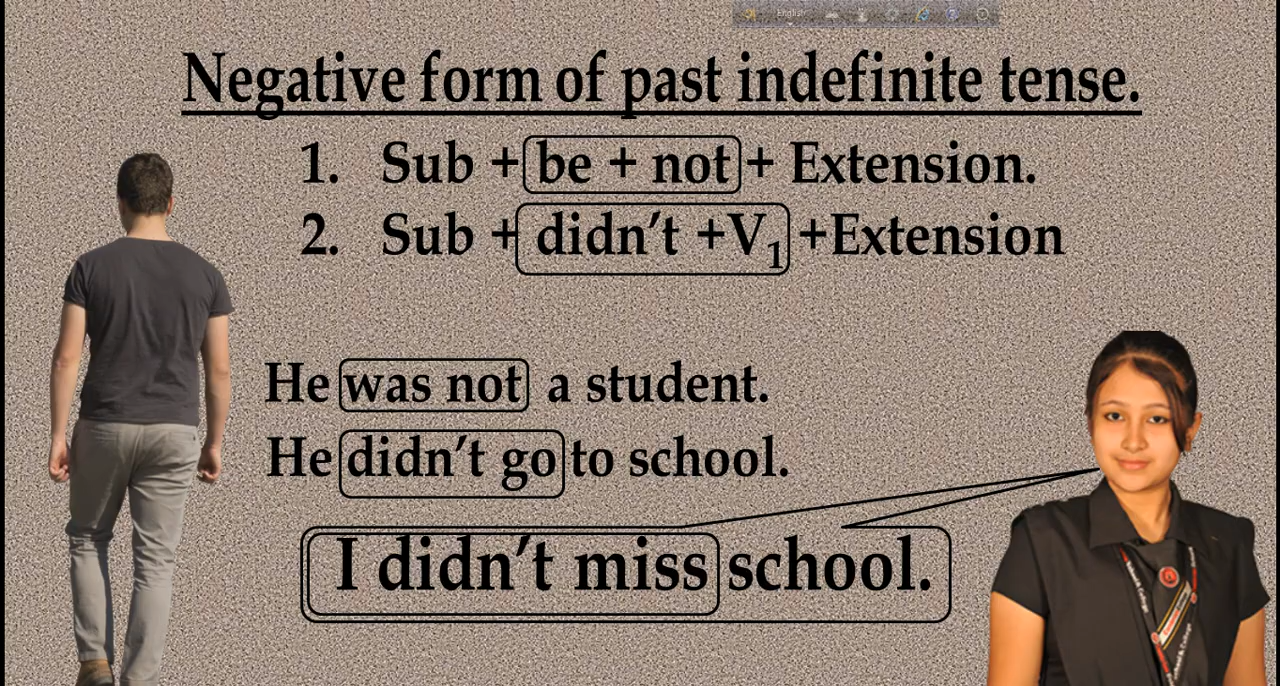 English
Negative form of past indefinite tense.
1. Sub + be + not + Extension.
2. Sub + didn’t +V₁ +Extension
He was not a student.
He didn’t go to school.
I didn’t miss school.